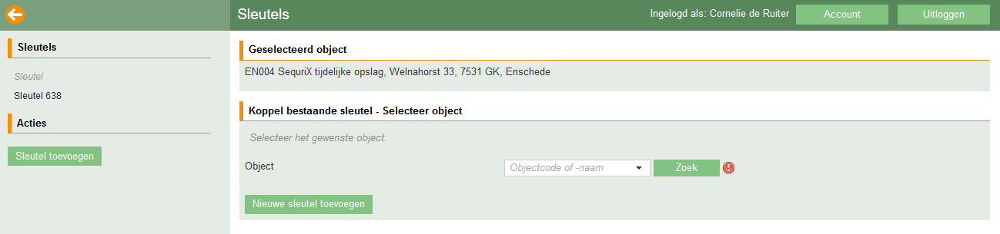 Sleutels
Ingelogd als: Cornelie de Ruiter
Account
Uitloggen
Sleutels
Sleutel
Sleutel 638
Acties
Sleutel toevoegen
Geselecteerd object
EN004 SequriX tijdelijke opslag, Welnahorst 33, 7531 GK, Enschede
Koppel bestaande sleutel - Selecteer object
Selecteer het gewenste object.
Object
Objectcode of -naam
Zoek
Nieuwe sleutel toevoegen